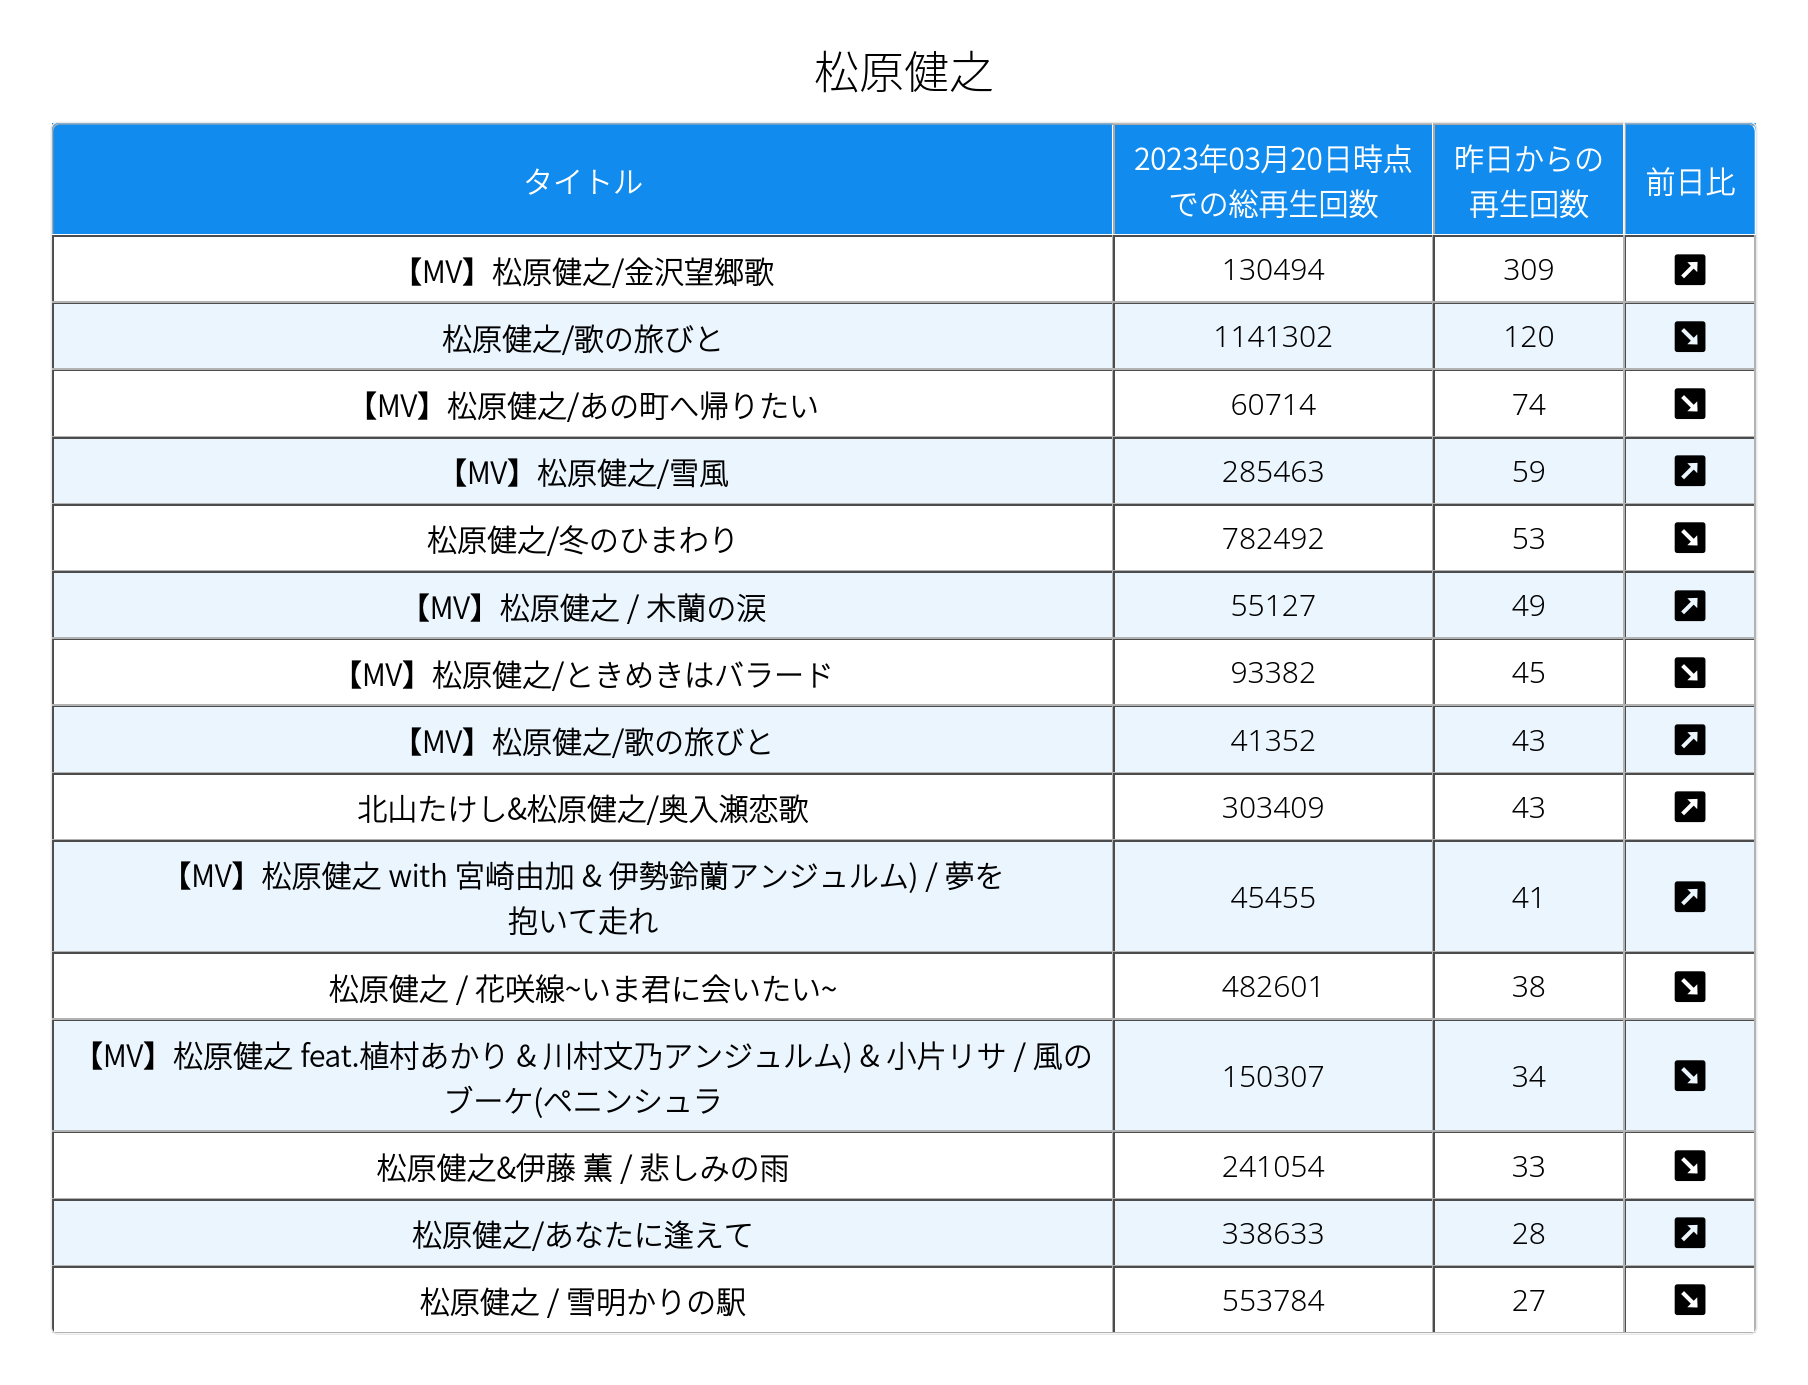 松原健之
タイトル
2023年03月20日時点
での総再生回数
昨日からの
再生回数
前日比
【MV】松原健之/金沢望郷歌 130494 309
松原健之/歌の旅びと 1141302 120
【MV】松原健之/あの町へ帰りたい 60714 74
【MV】松原健之/雪風 285463 59
松原健之/冬のひまわり 782492 53
【MV】松原健之 / 木蘭の涙 55127 49
【MV】松原健之/ときめきはバラード 93382 45
【MV】松原健之/歌の旅びと 41352 43
北山たけし&松原健之/奥入瀬恋歌 303409 43
【MV】松原健之 with 宮崎由加 & 伊勢鈴蘭アンジュルム) / 夢を
抱いて走れ
45455 41
松原健之 / 花咲線~いま君に会いたい~ 482601 38
【MV】松原健之 feat.植村あかり & 川村文乃アンジュルム) & 小片リサ / 風の
ブーケ(ペニンシュラ
150307 34
松原健之&伊藤 薫 / 悲しみの雨 241054 33
松原健之/あなたに逢えて 338633 28
松原健之 / 雪明かりの駅 553784 27